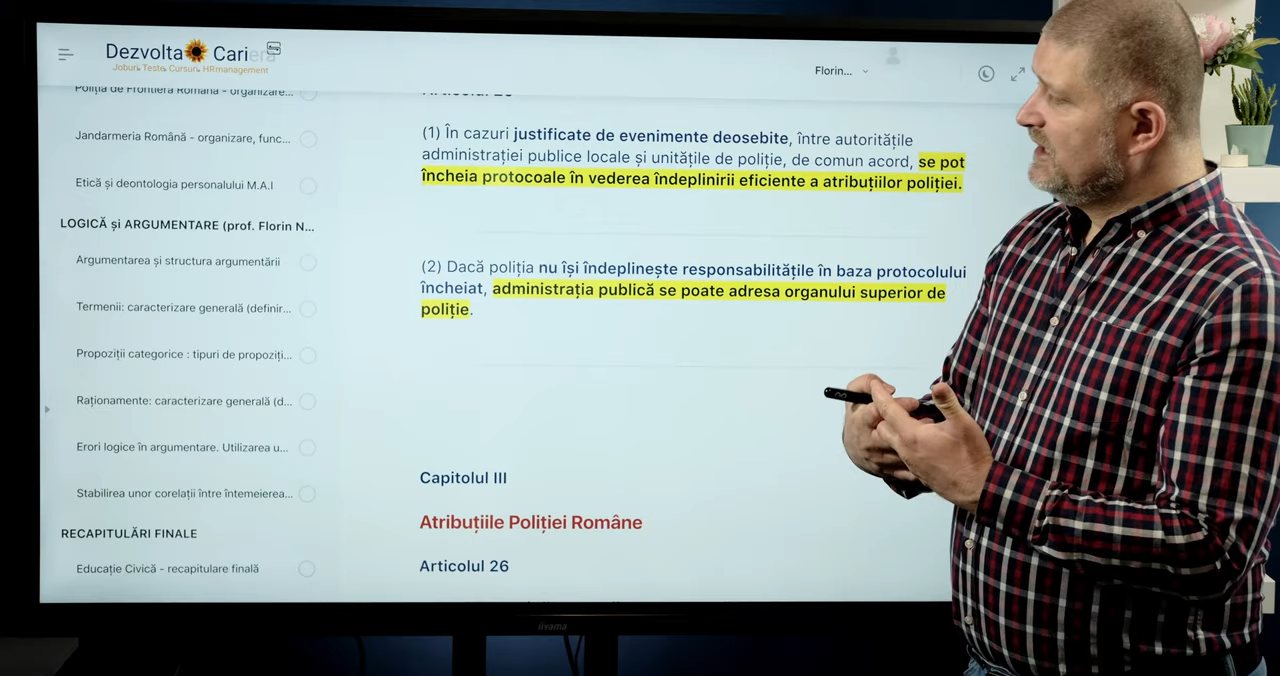 Dezvolta Cariera
Joburi, Teste, Cursuri, HRmanagement
Florin...
Poliția de Frontieră Română - organizare...
Jandarmeria Română - organizare, func...
Etică și deontologia personalului M.A.I
LOGICĂ și ARGUMENTARE (prof. Florin N...
Argumentarea și structura argumentării
Termenii: caracterizare generală (definir...
Propoziții categorice : tipuri de propoziți...
Raționamente: caracterizare generală (d...
Erori logice în argumentare. Utilizarea u...
Stabilirea unor corelații între întemeierea...
RECAPITULĂRI FINALE
Educație Civică - recapitulare finală
(1) În cazuri justificate de evenimente deosebite, între autoritățile
administrației publice locale și unitățile de poliție, de comun acord, se pot
încheia protocoale în vederea îndeplinirii eficiente a atribuțiilor poliției.
(2) Dacă poliția nu își îndeplinește responsabilitățile în baza protocolului
încheiat, administrația publică se poate adresa organului superior de
poliție.
Capitolul III
Atribuțiile Poliției Române
Articolul 26
iiyama